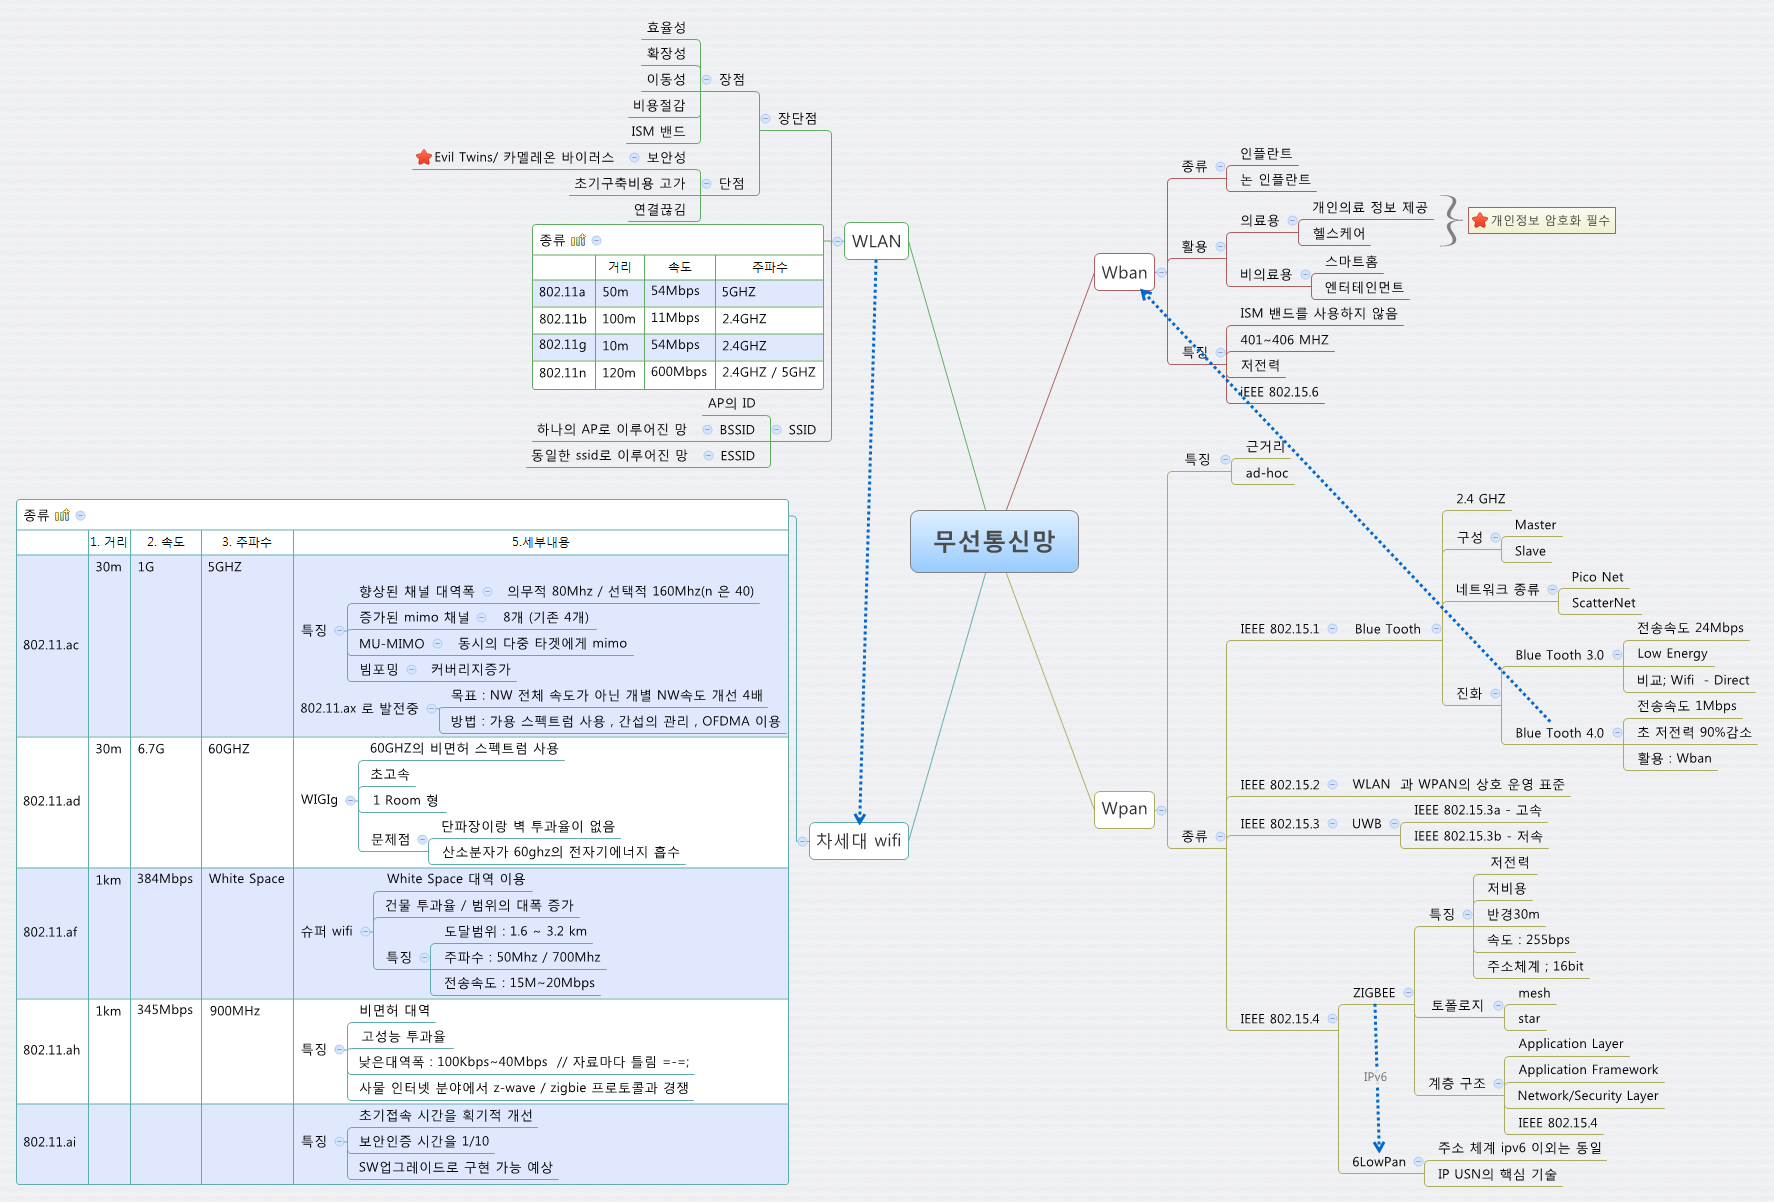 무선통신망
WLAN
장단점
장점
효율성
확장성
이동성
비용절감
ISM 밴드
단점
보안성
Evil Twins/ 카멜레온 바이러스
초기구축비용 고가
연결끊김
종류
거리 속도 주파수
802.11a 50m 54Mbps 5GHZ
802.11b 100m 11Mbps 2.4GHZ
802.11g 10m 54Mbps 2.4GHZ
802.11n 120m 600Mbps 2.4GHZ / 5GHZ
SSID
AP의 ID
BSSID
하나의 AP로 이루어진 망
ESSID
동일한 ssid로 이루어진 망
차세대 wifi
종류
1. 거리 2. 속도 3. 주파수 5.세부내용
802.11.ac 30m 1G 5GHZ
특징
향상된 채널 대역폭 의무적 80Mhz / 선택적 160Mhz(n 은 40)
증가된 mimo 채널 8개 (기존 4개)
MU-MIMO 동시의 다중 타겟에게 mimo
빔포밍 커버리지증가
802.11.ax 로 발전중
목표 : NW 전체 속도가 아닌 개별 NW속도 개선 4배
방법 : 가용 스펙트럼 사용 , 간섭의 관리 , OFDMA 이용
802.11.ad 30m 6.7G 60GHZ
WIGIg
60GHZ의 비면허 스펙트럼 사용
초고속
1 Room 형
문제점
단파장이랑 벽 투과율이 없음
산소분자가 60ghz의 전자기에너지 흡수
802.11.af 1km 384Mbps White Space
슈퍼 wifi
White Space 대역 이용
건물 투과율 / 범위의 대폭 증가
특징
도달범위 : 1.6 ~ 3.2 km
주파수 : 50Mhz / 700Mhz
전송속도 : 15M~20Mbps
802.11.ah 1km 345Mbps 900MHz
특징
비면허 대역
고성능 투과율
낮은대역폭 : 100Kbps~40Mbps // 자료마다 틀림 =-=;
사물 인터넷 분야에서 z-wave / zigbie 프로토콜과 경쟁
802.11.ai
특징
초기접속 시간을 획기적 개선
보안인증 시간을 1/10
SW업그레이드로 구현 가능 예상
Wban
종류
인플란트
논 인플란트
활용
의료용
개인의료 정보 제공
헬스케어
개인정보 암호화 필수
비의료용
스마트홈
엔터테인먼트
특징
ISM 밴드를 사용하지 않음
401~406 MHZ
저전력
iEEE 802.15.6
Wpan
특징
근거리
ad-hoc
종류
IEEE 802.15.1
Blue Tooth
2.4 GHZ
구성
Master
Slave
네트워크 종류
Pico Net
ScatterNet
진화
Blue Tooth 3.0
전송속도 24Mbps
Low Energy
비교; Wifi - Direct
Blue Tooth 4.0
전송속도 1Mbps
초 저전력 90%감소
활용 : Wban
IEEE 802.15.2
WLAN 과 WPAN의 상호 운영 표준
IEEE 802.15.3
UWB
IEEE 802.15.3a - 고속
IEEE 802.15.3b - 저속
IEEE 802.15.4
ZIGBEE
특징
저전력
저비용
반경30m
속도 : 255bps
주소체계 ; 16bit
토폴로지
mesh
star
계층 구조
Application Layer
Application Framework
Network/Security Layer
IEEE 802.15.4
IPv6
6LowPan
주소 체계 ipv6 이외는 동일
IP USN의 핵심 기술